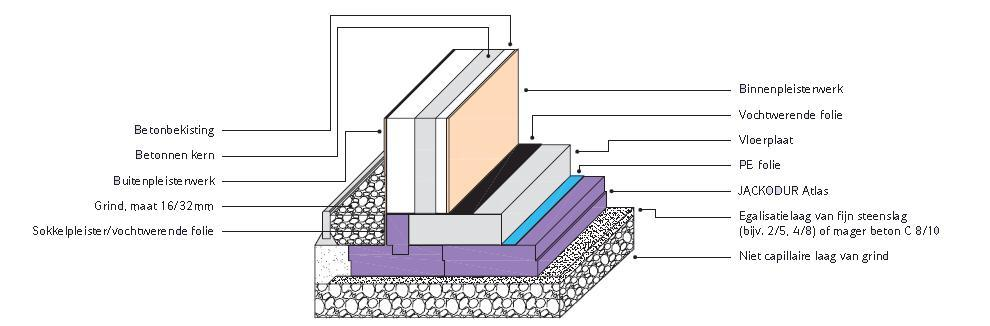 Betonbekisting
Betonnen kern
Buitenpleisterwerk
Grind, maat 16/32mm
Sokkelpleister/vochtwerende folie
Binnenpleisterwerk
Vochtwerende folie
Vloerplaat
PE folie
JACKODUR Atlas
Egalisatielaag van fijn steenslag
(bijv. 2/5, 4/8) of mager beton C 8/10
Niet capillaire laag van grind